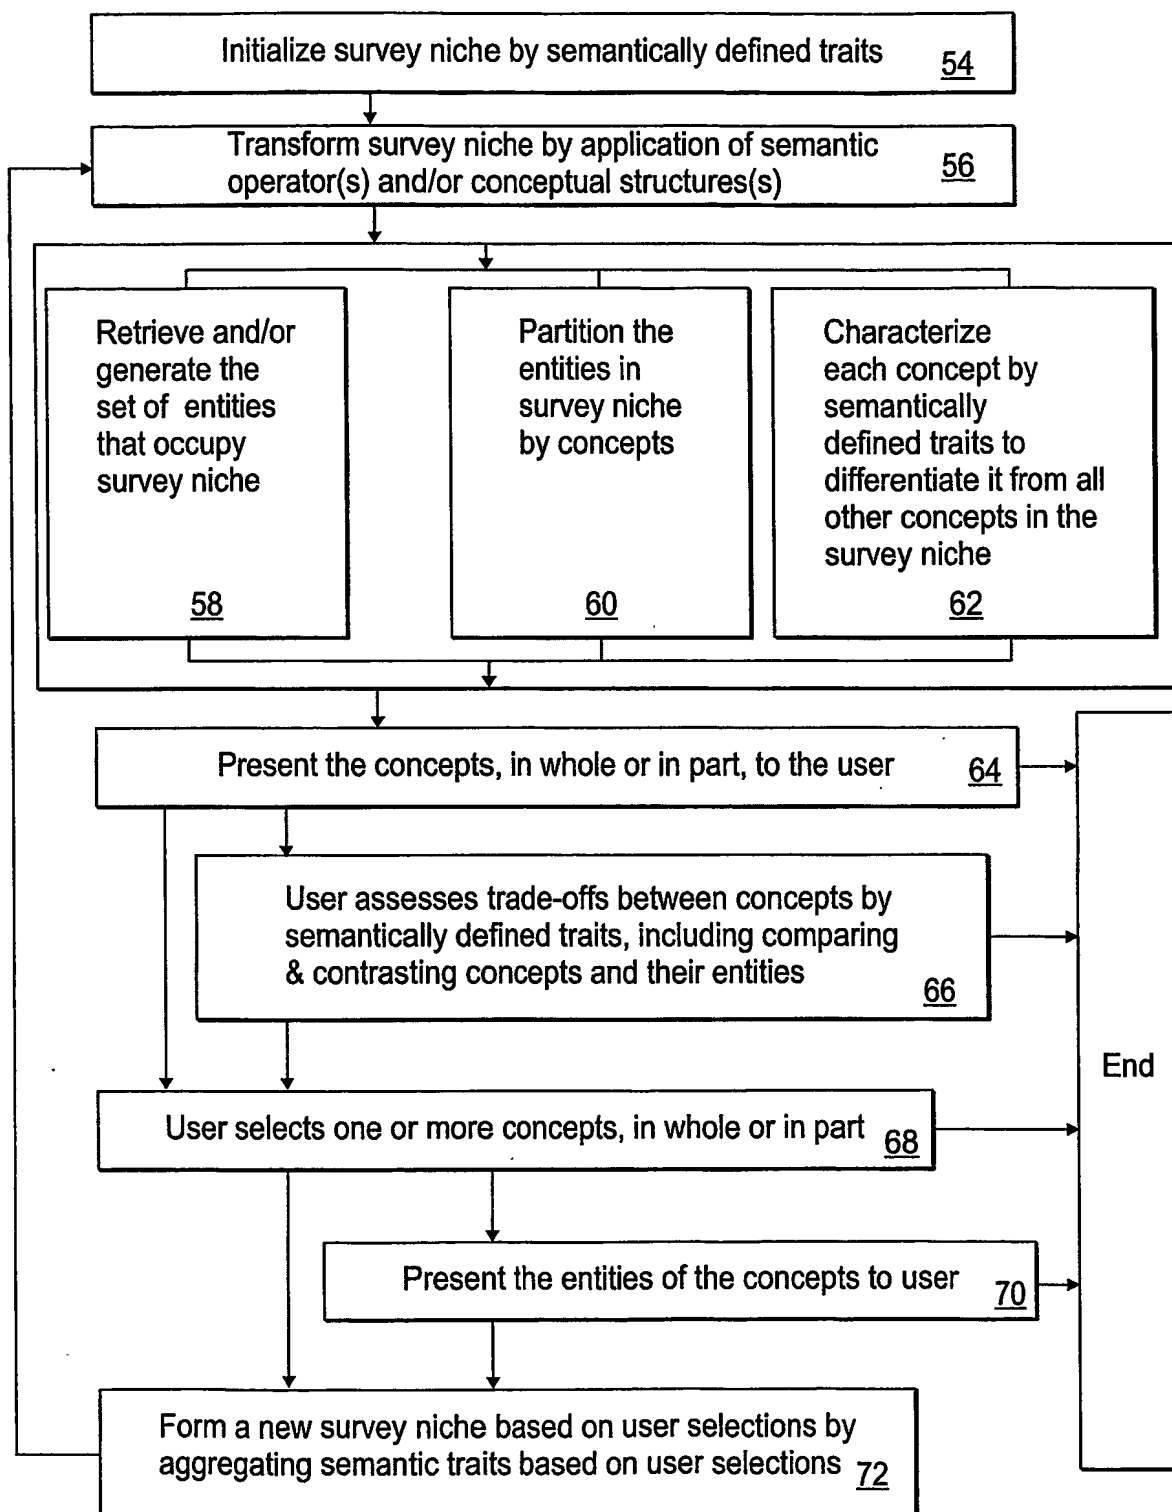 Initialize survey niche by semantically defined traits 54
Transform survey niche by application of semantic
operator(s) and/or conceptual structures(s) 56
Retrieve and/or
generate the
set of entities
that occupy
survey niche
58
Partition the
entities in
survey niche
by concepts
60
Characterize
each concept by
semantically
defined traits to
differentiate it from all
other concepts in the
survey niche
62
Present the concepts, in whole or in part, to the user 64
User assesses trade-offs between concepts by
semantically defined traits, including comparing
& contrasting concepts and their entities
66
End
User selects one or more concepts, in whole or in part 68
Present the entities of the concepts to user 70
Form a new survey niche based on user selections by
aggregating semantic traits based on user selections 72